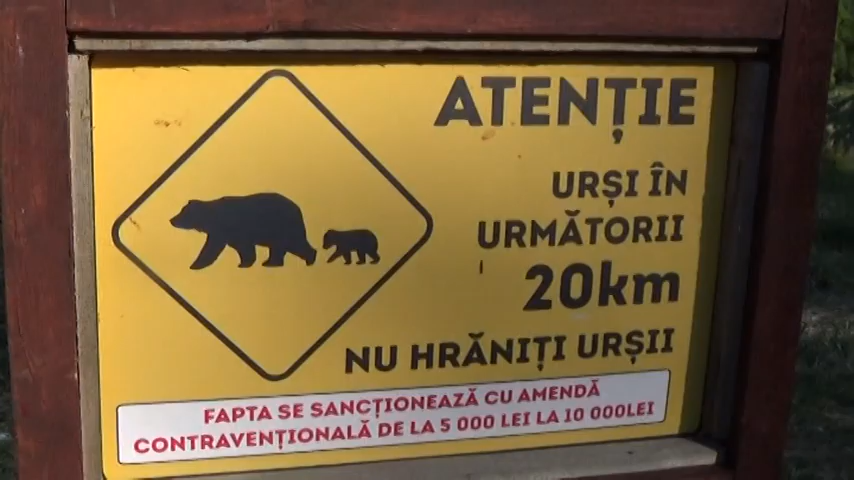 ATENȚIE
URȘI ÎN
URMĂTORII
20km
NU HRĂNIȚI URȘII
FAPTA SE SANCȚIONEAZĂ CU AMENDĂ
CONTRAVENȚIONALĂ DE LA 5 000 LEI LA 10 000LEI